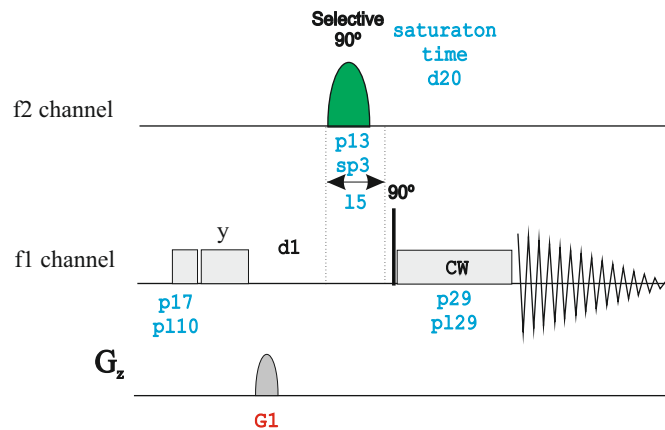 Selective
90º
saturaton
time
d20
f2 channel
p13
sp3
l5
90º
y
d1
f1 channel
CW
p17
pl10
p29
pl29
Gz
G1